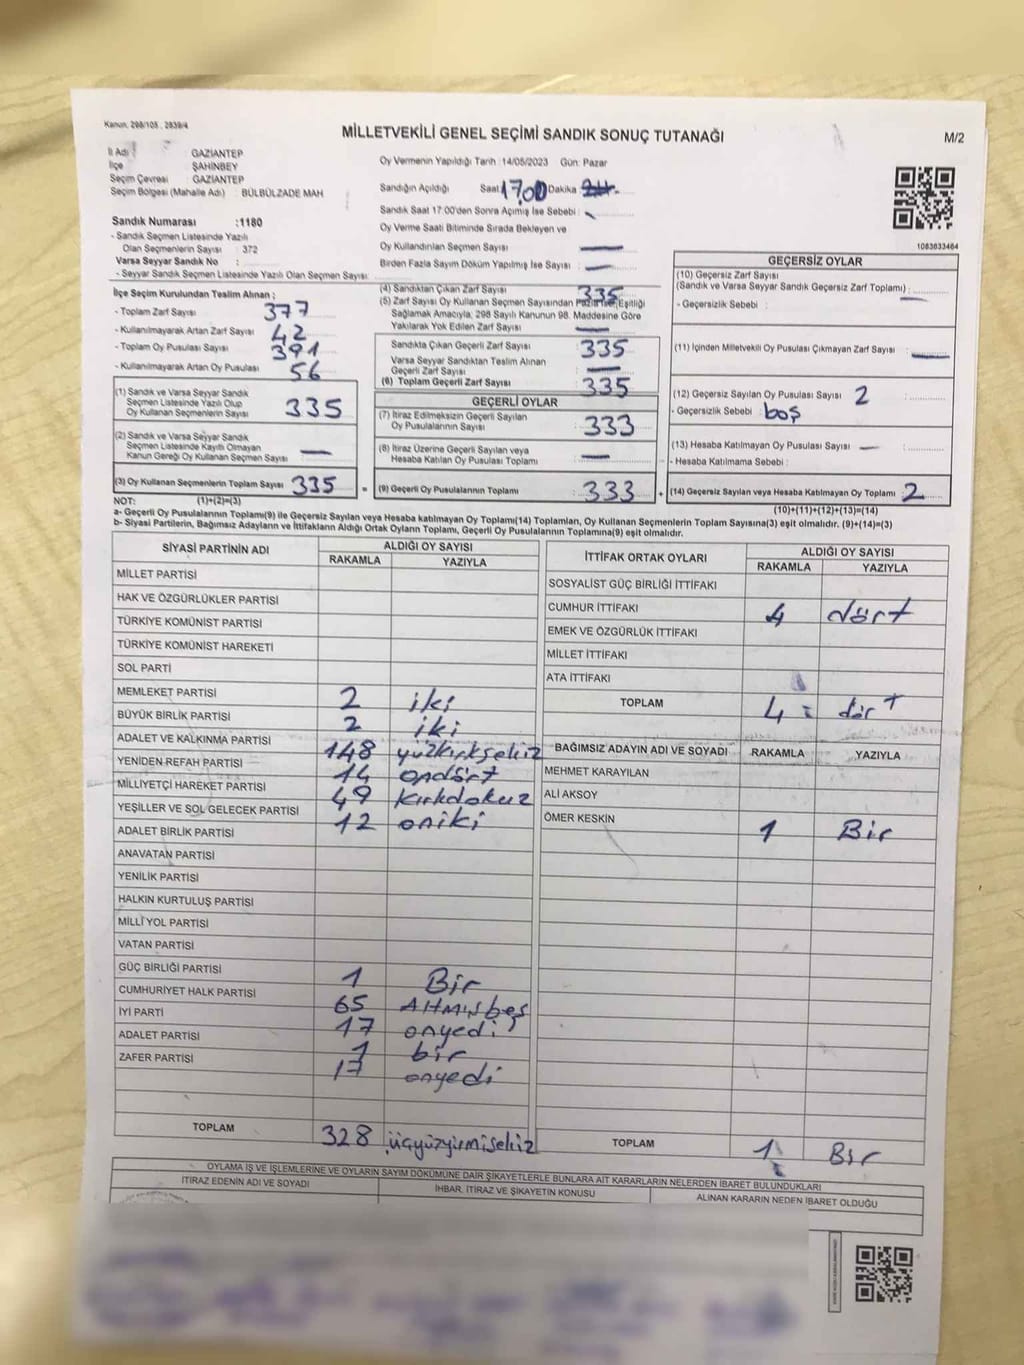 Kanun, 298/105 , 2839/4
MİLLETVEKİLİ GENEL SEÇİMİ SANDIK SONUÇ TUTANAĞI
M/2
İl Adı : GAZİANTEP
İlçe : ŞAHİNBEY
Seçim Çevresi : GAZİANTEP
Seçim Bölgesi (Mahalle Adı) : BÜLBÜLZADE MAH
Sandık Numarası :1180
- Sandık Seçmen Listesinde Yazılı
Olan Seçmenlerin Sayısı : 372
Varsa Seyyar Sandık No :
- Seyyar Sandık Seçmen Listesinde Yazılı Olan Seçmen Sayısı:
Oy Vermenin Yapıldığı Tarih :14/05/2023 Gün: Pazar
Sandığın Açıldığı Saat 17,00 Dakika
Sandık Saat 17:00'den Sonra Açımış İse Sebebi :
Oy Verme Saati Bitiminde Sırada Bekleyen ve
Oy Kullandırılan Seçmen Sayısı :
Birden Fazla Sayım Döküm Yapılmış İse Sayısı :
1083633464
İlçe Seçim Kurulundan Teslim Alınan :
- Toplam Zarf Sayısı : 377
- Kullanılmayarak Artan Zarf Sayısı : 42
- Toplam Oy Pusulası Sayısı : 391
- Kullanılmayarak Artan Oy Pusulası : 56
(1) Sandık ve Varsa Seyyar Sandık
Seçmen Listesinde Yazılı Olup
Oy Kullanan Seçmenlerin Sayısı : 335
(2) Sandık ve Varsa Seyyar Sandık
Seçmen Listesinde Kayıtlı Olmayan
Kanun Gereği Oy Kullanan Seçmen Sayısı : —
(3) Oy Kullanan Seçmenlerin Toplam Sayısı : 335 =
(4) Sandıktan Çıkan Zarf Sayısı : 335
(5) Zarf Sayısı Oy Kullanan Seçmen Sayısından Fazla İse, Eşitliği
Sağlamak Amacıyla; 298 Sayılı Kanunun 98. Maddesine Göre
Yakılarak Yok Edilen Zarf Sayısı : —
Sandıkta Çıkan Geçerli Zarf Sayısı : 335
Varsa Seyyar Sandıktan Teslim Alınan
Geçerli Zarf Sayısı : —
(6) Toplam Geçerli Zarf Sayısı : 335
GEÇERLİ OYLAR
(7) İtiraz Edilmeksizin Geçerli Sayılan
Oy Pusulalarının Sayısı : 333
(8) İtiraz Üzerine Geçerli Sayılan veya
Hesaba Katılan Oy Pusulası Toplamı : —
(9) Geçerli Oy Pusulalarının Toplamı : 333 +
GEÇERSİZ OYLAR
(10) Geçersiz Zarf Sayısı
(Sandık ve Varsa Seyyar Sandık Geçersiz Zarf Toplamı) : —
- Geçersizlik Sebebi :
(11) İçinden Milletvekili Oy Pusulası Çıkmayan Zarf Sayısı : —
(12) Geçersiz Sayılan Oy Pusulası Sayısı : 2
- Geçersizlik Sebebi : boş
(13) Hesaba Katılmayan Oy Pusulası Sayısı : —
- Hesaba Katılmama Sebebi :
(14) Geçersiz Sayılan veya Hesaba Katılmayan Oy Toplamı : 2
NOT: (1)+(2)=(3)
(10)+(11)+(12)+(13)=(14)
a- Geçerli Oy Pusulasının Toplamı(9) ile Geçersiz Sayılan veya Hesaba katılmayan Oy Toplamı(14) Toplamları, Oy Kullanan Seçmenlerin Toplam Sayısına(3) eşit olmalıdır. (9)+(14)=(3)
b- Siyasi Partilerin, Bağımsız Adayların ve İttifakların Aldığı Ortak Oyların Toplamı, Geçerli Oy Pusulalarının Toplamına(9) eşit olmalıdır.
SİYASİ PARTİNİN ADI ALDIĞI OY SAYISI
RAKAMLA YAZIYLA
MİLLET PARTİSİ
HAK VE ÖZGÜRLÜKLER PARTİSİ
TÜRKİYE KOMÜNİST PARTİSİ
TÜRKİYE KOMÜNİST HAREKETİ
SOL PARTİ
MEMLEKET PARTİSİ 2 iki
BÜYÜK BİRLİK PARTİSİ 2 iki
ADALET VE KALKINMA PARTİSİ 148 yüzkırksekiz
YENİDEN REFAH PARTİSİ 14 ondört
MİLLİYETÇİ HAREKET PARTİSİ 49 kırkdokuz
YEŞİLLER VE SOL GELECEK PARTİSİ 12 oniki
ADALET BİRLİK PARTİSİ
ANAVATAN PARTİSİ
YENİLİK PARTİSİ
HALKIN KURTULUŞ PARTİSİ
MİLLİ YOL PARTİSİ
VATAN PARTİSİ
GÜÇ BİRLİĞİ PARTİSİ 1 Bir
CUMHURİYET HALK PARTİSİ 65 Altmışbeş
İYİ PARTİ 17 onyedi
ADALET PARTİSİ 1 bir
ZAFER PARTİSİ 17 onyedi
TOPLAM 328 üçyüzyirmisekiz
İTTİFAK ORTAK OYLARI ALDIĞI OY SAYISI
RAKAMLA YAZIYLA
SOSYALİST GÜÇ BİRLİĞİ İTTİFAKI
CUMHUR İTTİFAKI 4 dört
EMEK VE ÖZGÜRLÜK İTTİFAKI
MİLLET İTTİFAKI
ATA İTTİFAKI
TOPLAM 4 dört
BAĞIMSIZ ADAYIN ADI VE SOYADI RAKAMLA YAZIYLA
MEHMET KARAYILAN
ALİ AKSOY
ÖMER KESKİN 1 Bir
TOPLAM 1 Bir
OYLAMA İŞ VE İŞLEMLERİNE VE OYLARIN SAYIM DÖKÜMÜNE DAİR ŞİKAYETLERLE BUNLARA AİT KARARLARIN NELERDEN İBARET BULUNDUKLARI
İTİRAZ EDENİN ADI VE SOYADI İHBAR, İTİRAZ VE ŞİKAYETİN KONUSU ALINAN KARARIN NEDEN İBARET OLDUĞU